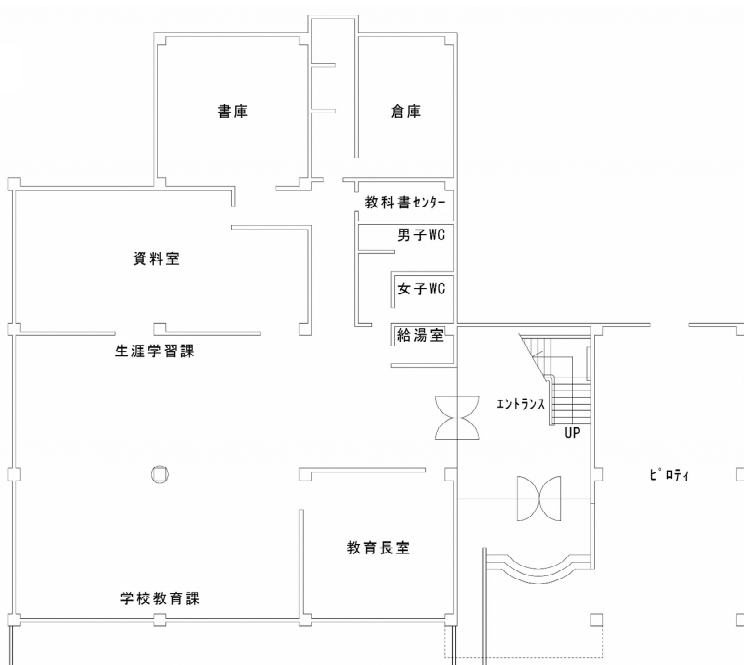 書庫
倉庫
教科書ｾﾝﾀｰ
男子WC
資料室
女子WC
給湯室
生涯学習課
ｴﾝﾄﾗﾝｽ
UP
ﾋﾟﾛﾃｨ
教育長室
学校教育課